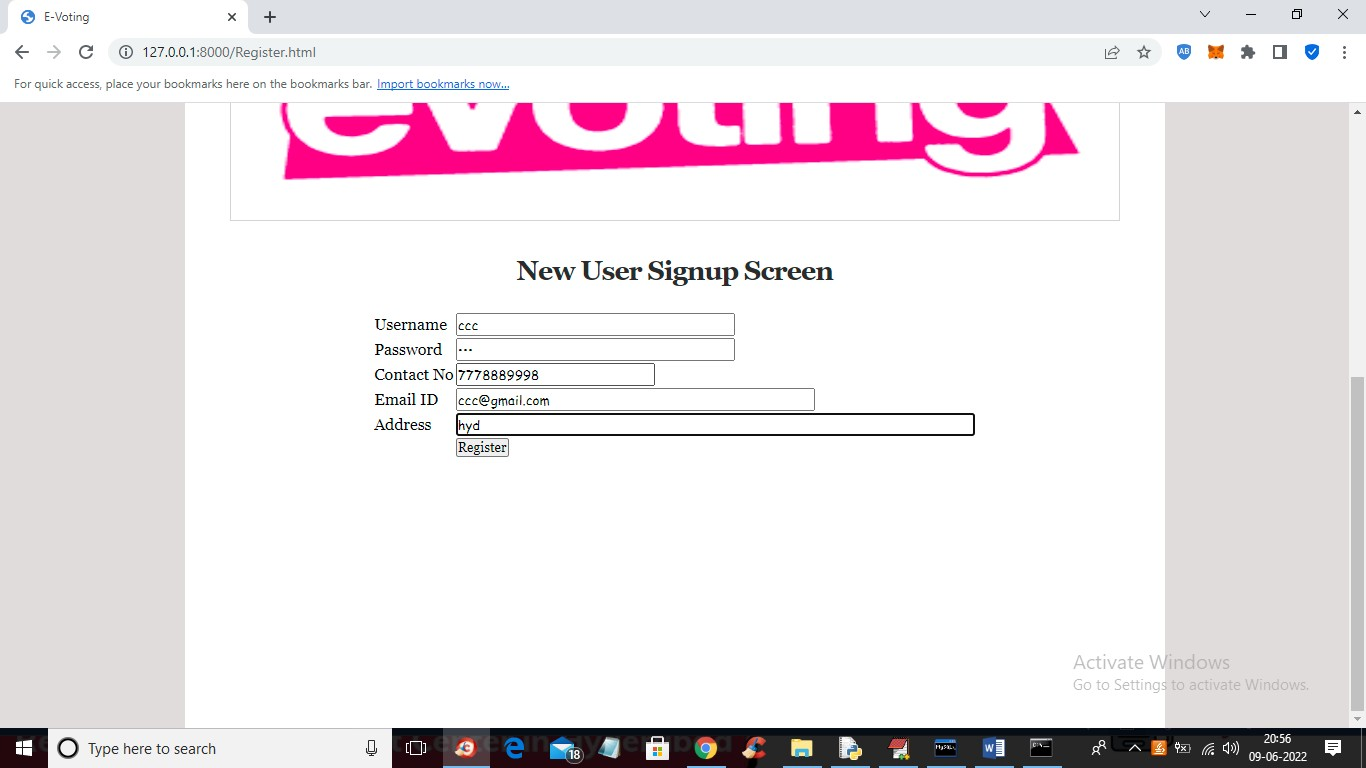 E-Voting
127.0.0.1:8000/Register.html
AB
For quick access, place your bookmarks here on the bookmarks bar. Import bookmarks now...
evoting
New User Signup Screen
Username ccc
Password •••
Contact No 7778889998
Email ID ccc@gmail.com
Address hyd
Register
Activate Windows
Go to Settings to activate Windows.
Type here to search
18
MySQL
20:56
09-06-2022